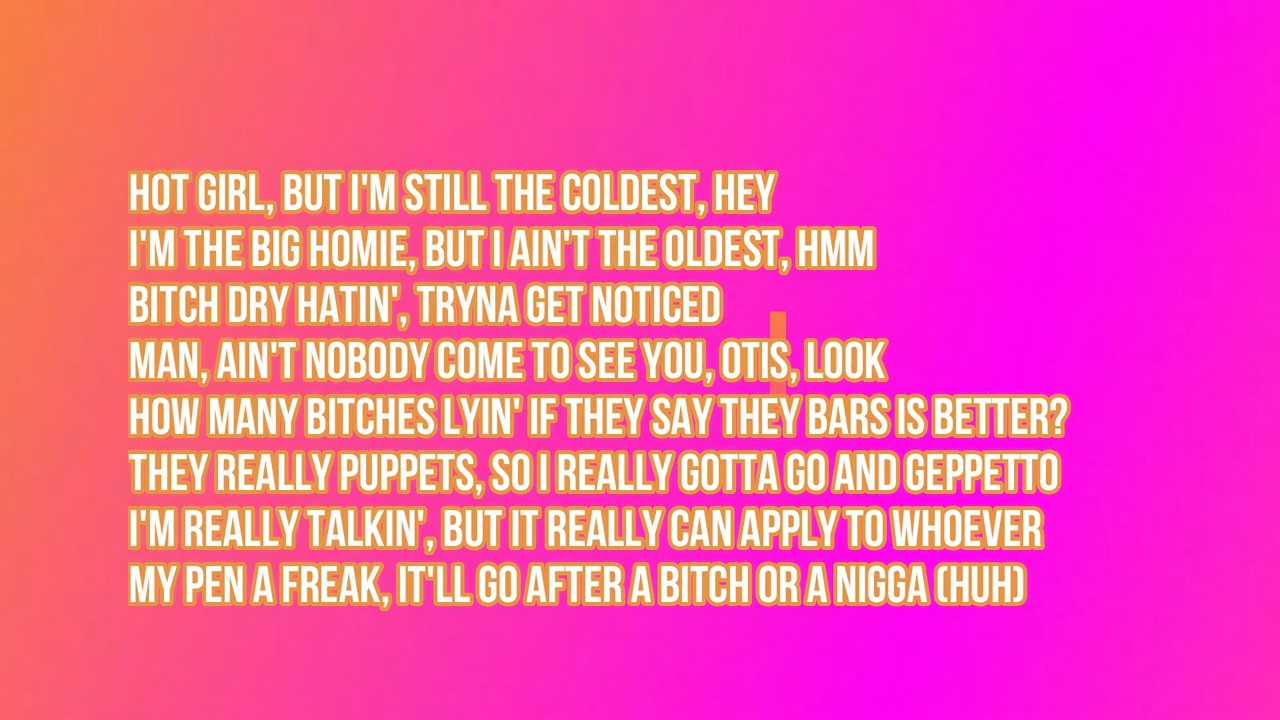 HOT GIRL, BUT I'M STILL THE COLDEST, HEY
I'M THE BIG HOMIE, BUT I AIN'T THE OLDEST, HMM
BITCH DRY HATIN', TRYNA GET NOTICED
MAN, AIN'T NOBODY COME TO SEE YOU, OTIS, LOOK
HOW MANY BITCHES LYIN' IF THEY SAY THEY BARS IS BETTER?
THEY REALLY PUPPETS, SO I REALLY GOTTA GO AND GEPPETTO
I'M REALLY TALKIN', BUT IT REALLY CAN APPLY TO WHOEVER
MY PEN A FREAK, IT'LL GO AFTER A BITCH OR A NIGGA (HUH)